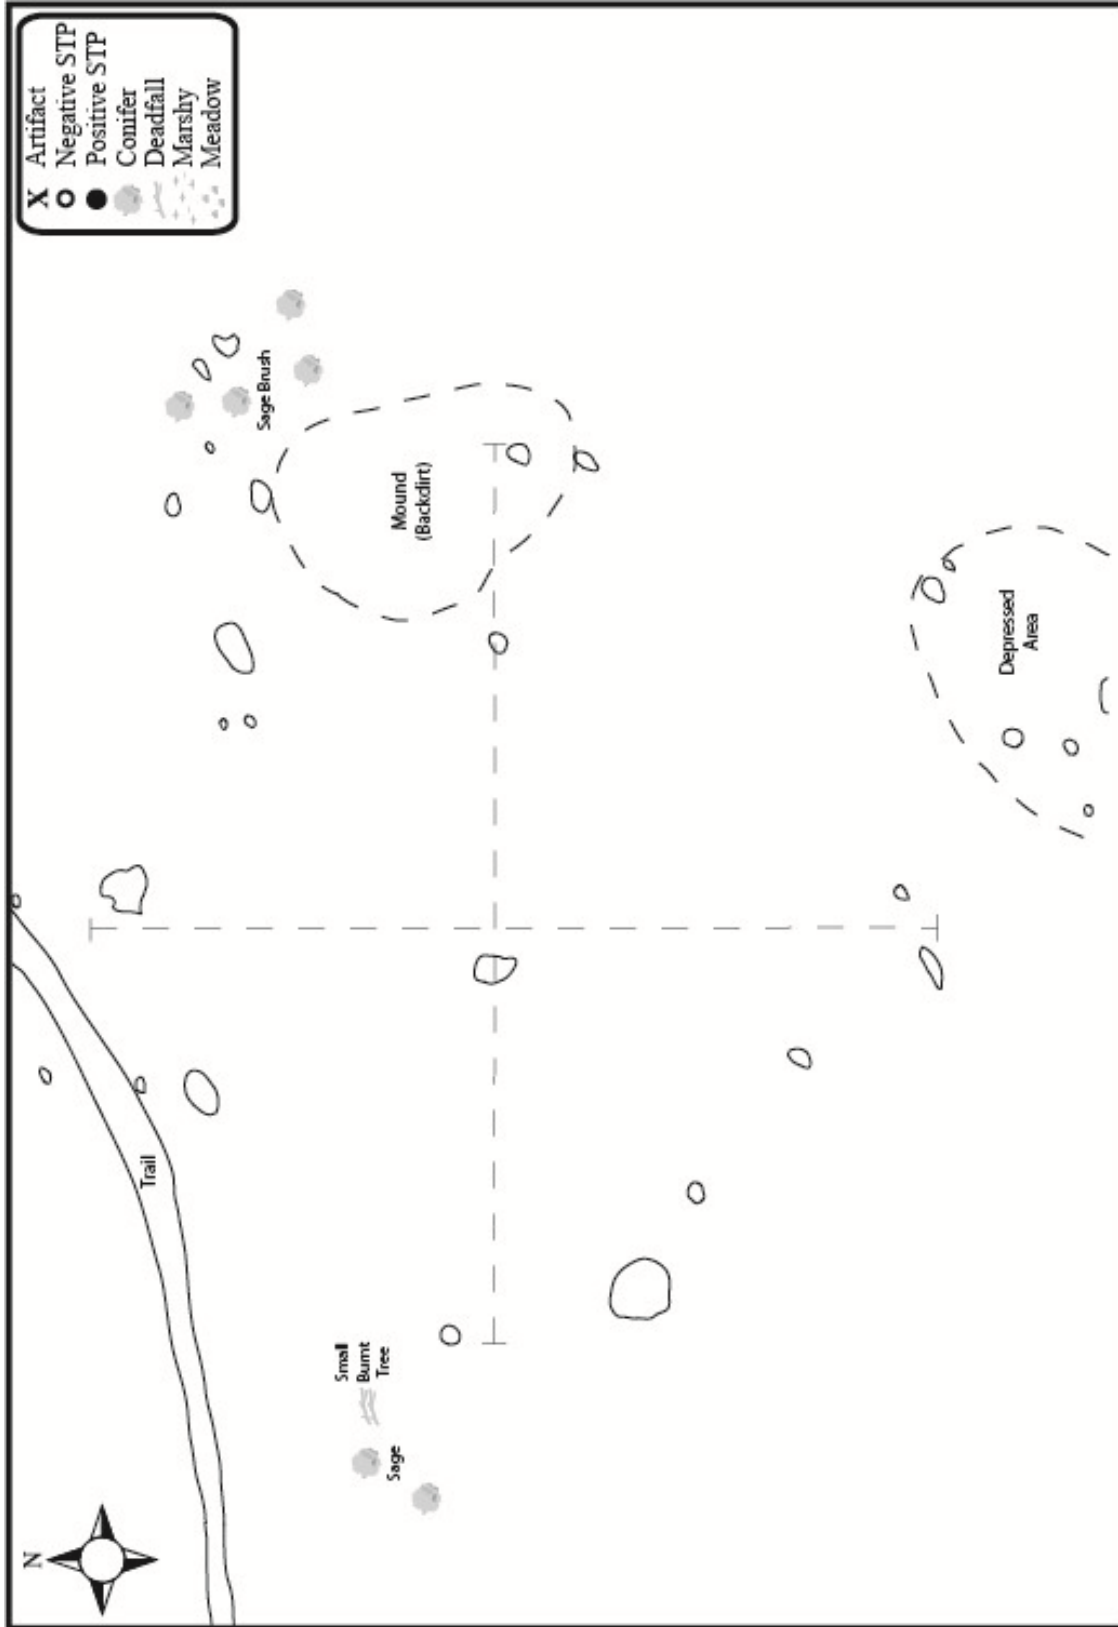 N
X Artifact
Negative STP
Positive STP
Conifer
Deadfall
Marshy
Meadow
Trail
Sage Brush
Mound
(Backdirt)
Small
Burnt
Tree
Sage
Depressed
Area